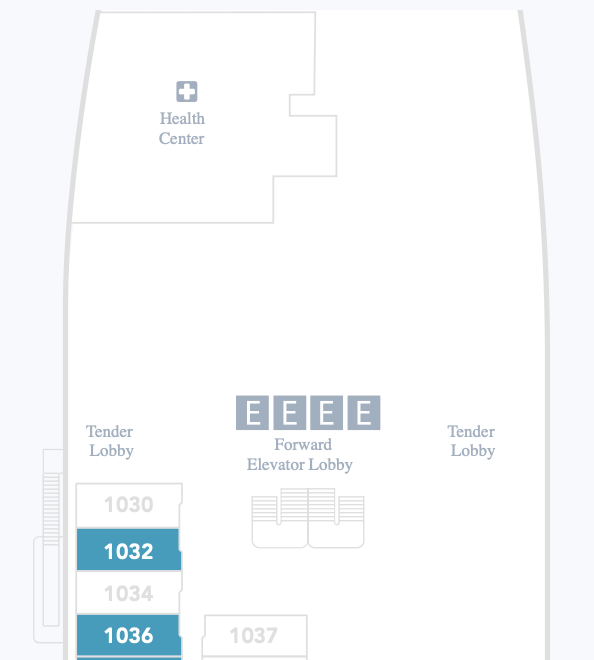 Health
Center
E E E E
Tender
Lobby
Forward
Elevator Lobby
Tender
Lobby
1030
1032
1034
1036
1037